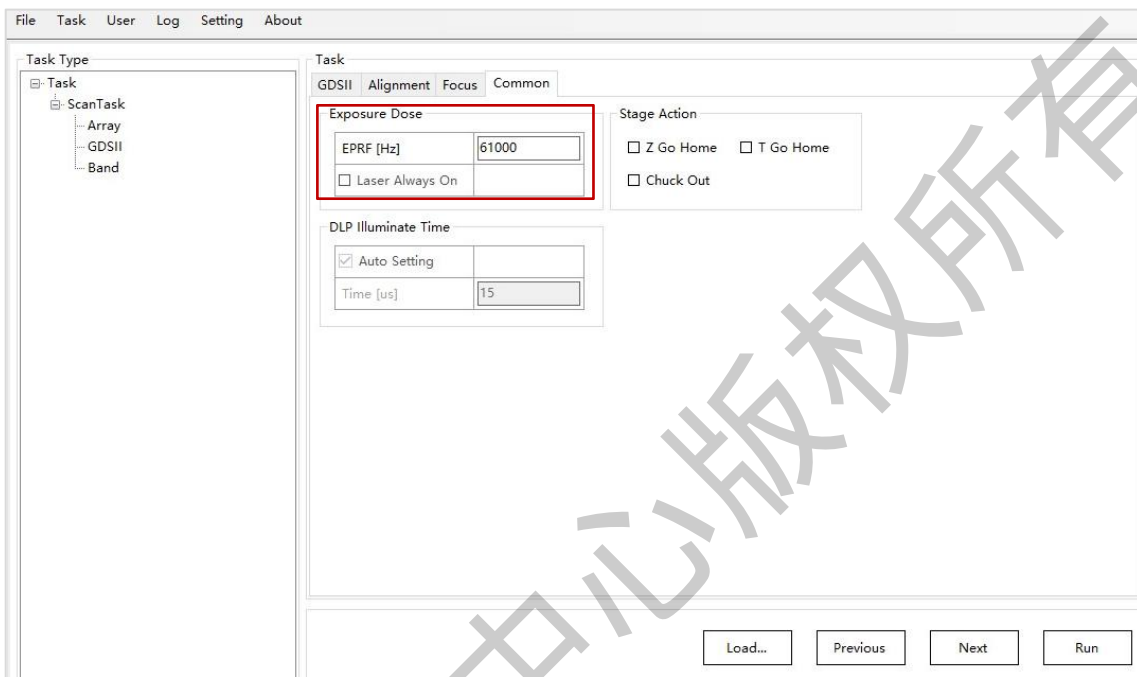 File Task User Log Setting About
Task Type
Task
ScanTask
Array
GDSII
Band
Task
GDSII Alignment Focus Common
Exposure Dose
EPRF [Hz] 61000
Laser Always On
Stage Action
Z Go Home T Go Home
Chuck Out
DLP Illuminate Time
Auto Setting
Time [us] 15
Load... Previous Next Run
中心版权所有